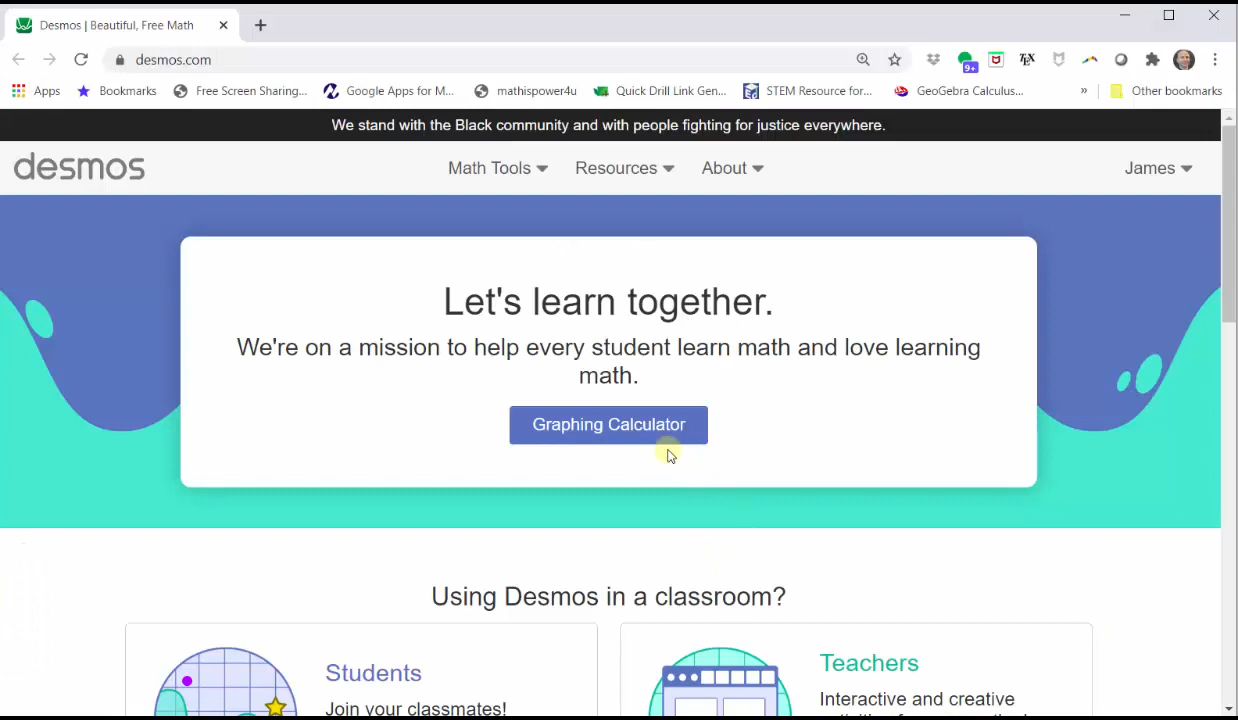 Desmos | Beautiful, Free Math
desmos.com
9+
TEX
Apps
Bookmarks
Free Screen Sharing...
Google Apps for M...
mathispower4u
Quick Drill Link Gen...
STEM Resource for...
GeoGebra Calculus...
»
Other bookmarks
We stand with the Black community and with people fighting for justice everywhere.
desmos
Math Tools
Resources
About
James
Let's learn together.
We're on a mission to help every student learn math and love learning
math.
Graphing Calculator
Using Desmos in a classroom?
Students
Join your classmates!
Teachers
Interactive and creative